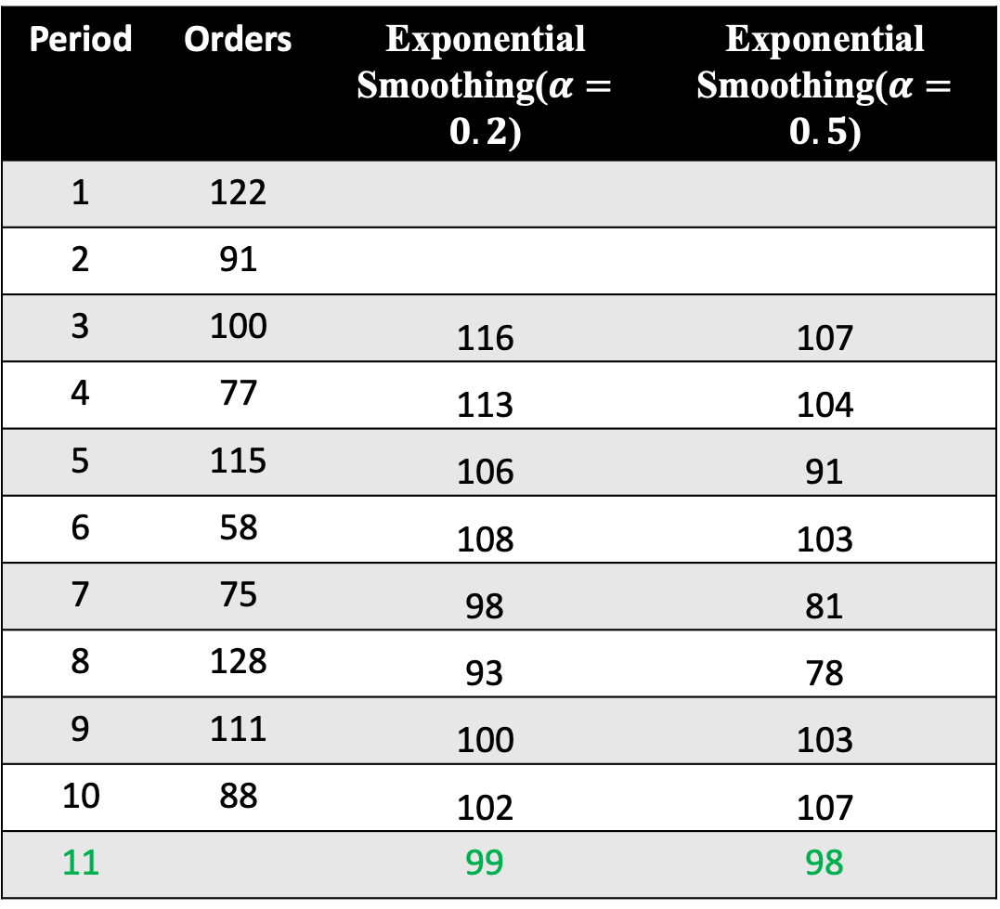 Period Orders Exponential Smoothing(α = 0.2) Exponential Smoothing(α = 0.5)
1 122
2 91
3 100 116 107
4 77 113 104
5 115 106 91
6 58 108 103
7 75 98 81
8 128 93 78
9 111 100 103
10 88 102 107
11 99 98